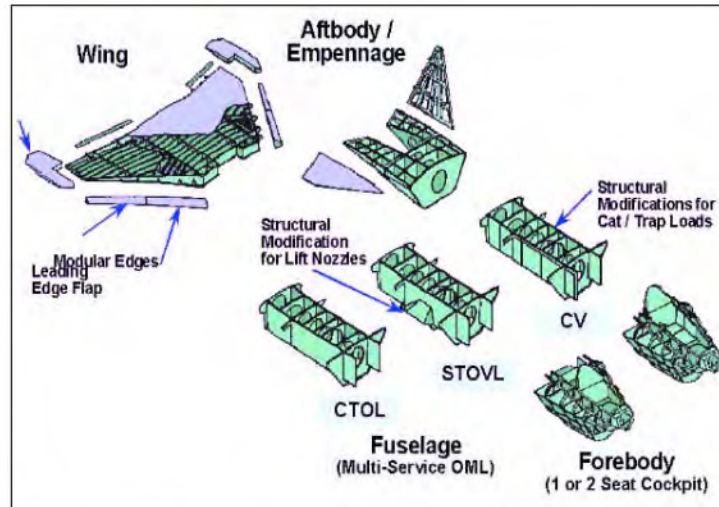 Wing
Aftbody /
Empennage
Structural
Modifications for
Cat / Trap Loads
Structural
Modification
for Lift Nozzles
Modular Edges
Leading
Edge Flap
CV
STOVL
CTOL
Fuselage
(Multi-Service OML)
Forebody
(1 or 2 Seat Cockpit)